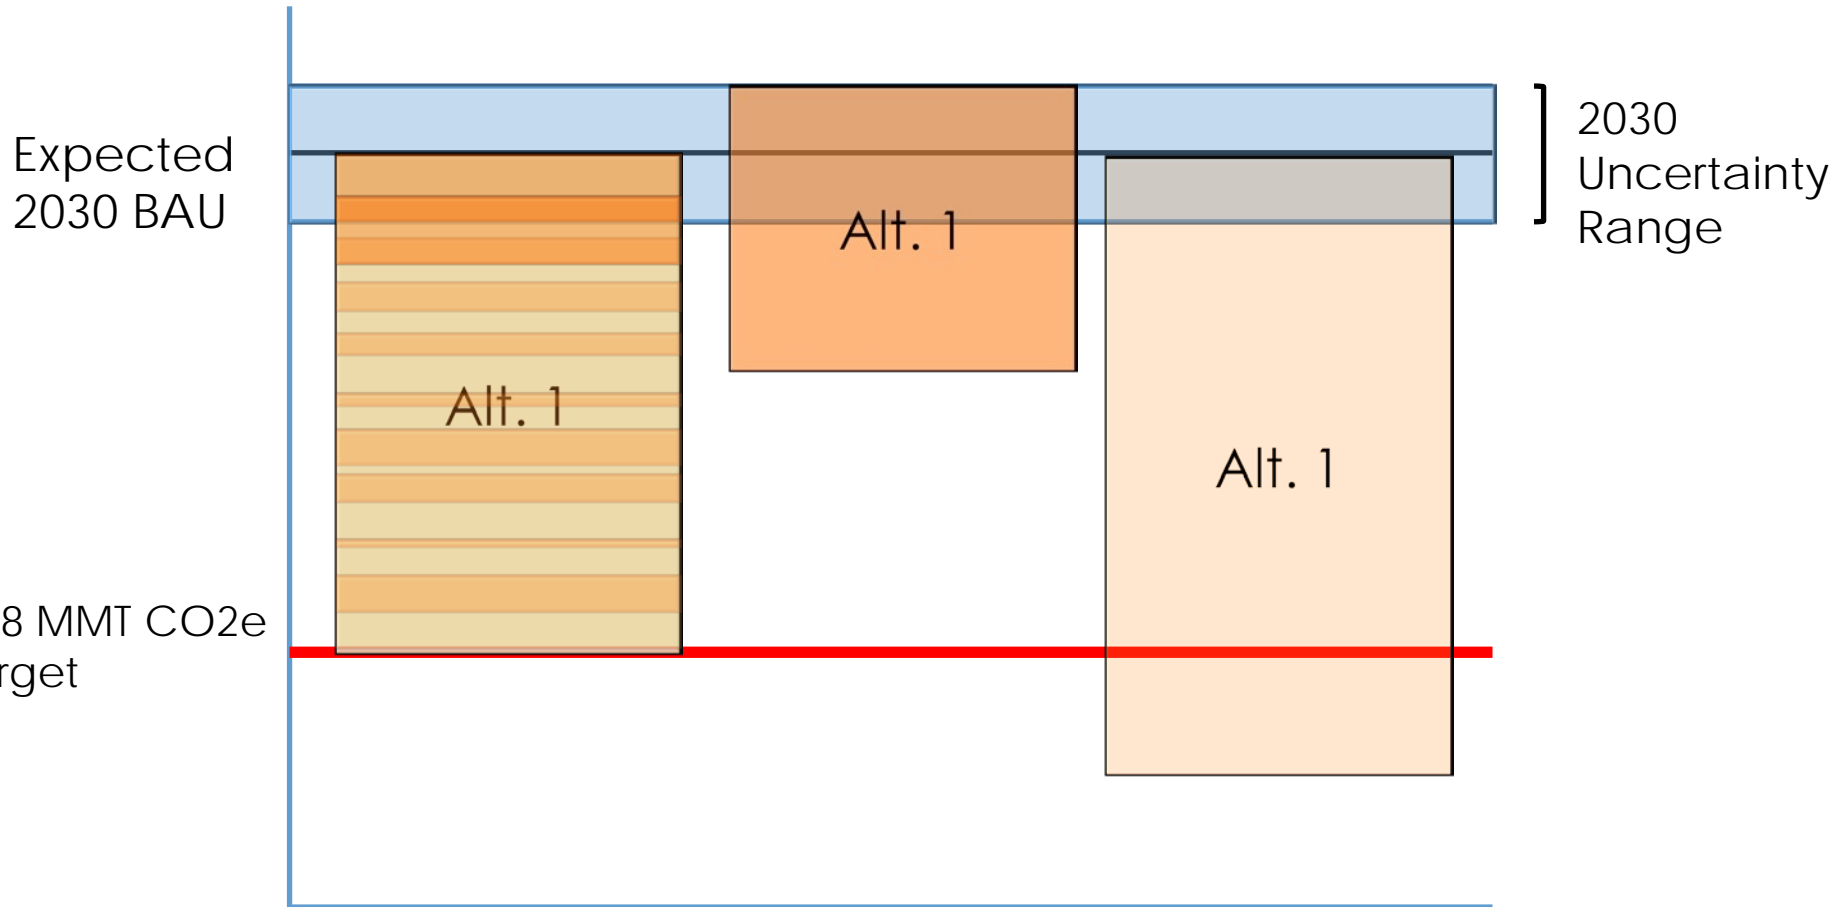 Expected
2030 BAU
2030
Uncertainty
Range
Alt. 1
Alt. 1
Alt. 1
8 MMT CO2e
rget